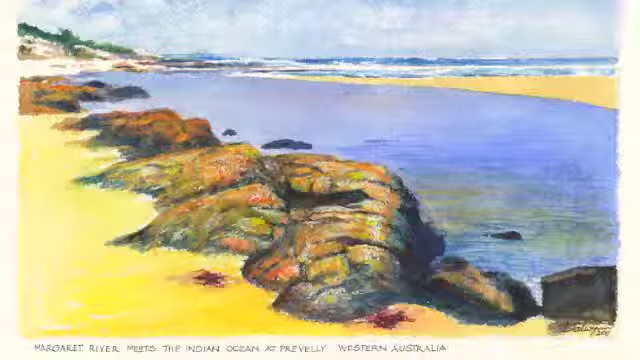 MARGARET RIVER MEETS THE INDIAN OCEAN AT PREVELLY WESTERN AUSTRALIA